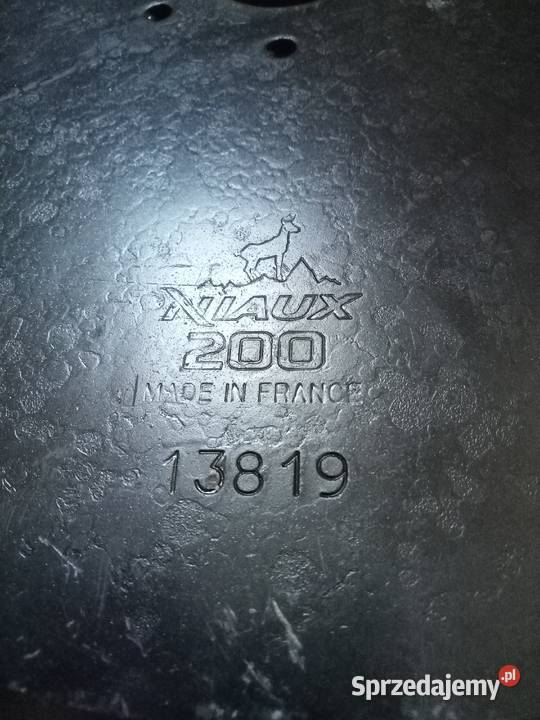 NIAUX
200
MADE IN FRANCE
13819
Sprzedajemy.pl